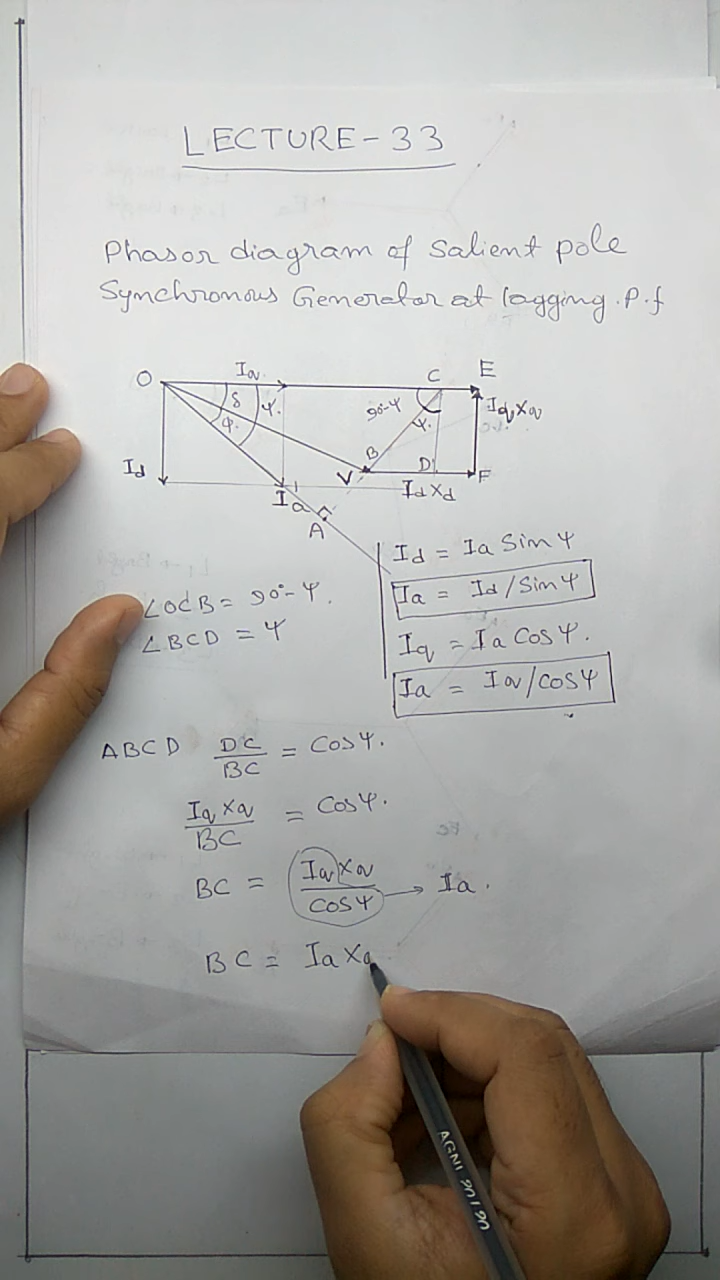 LECTURE-33
Phasor diagram of Salient pole
Synchronous Generator at lagging. P.f
O
Iq
C
E
δ
ψ.
φ.
90-ψ
ψ.
Iq Xq
B
Id
V
D
F
Ia
Id Xd
A
Id = Ia Sin ψ
Ia = Id / Sin ψ
Iq = Ia Cos ψ.
Ia = Iq / COS ψ
∠OCB = 90°- ψ.
∠BCD = ψ
ABCD DC/BC = Cos ψ.
Iq Xq/BC = Cos ψ.
BC = Iq Xq/COS ψ → Ia.
BC = Ia Xq
AGNI